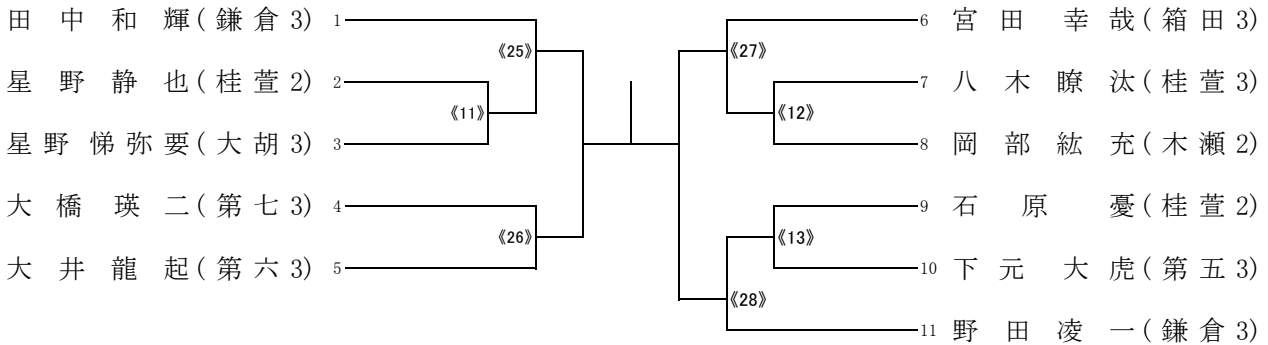 田中和輝(鎌倉3) 1
《25》
星野静也(桂萱2) 2
《11》
星野悌弥要(大胡3) 3
大橋瑛二(第七3) 4
《26》
大井龍起(第六3) 5
6 宮田幸哉(箱田3)
《27》
7 八木瞭汰(桂萱3)
《12》
8 岡部紘充(木瀬2)
9 石原憂(桂萱2)
《13》
10 下元大虎(第五3)
《28》
11 野田凌一(鎌倉3)